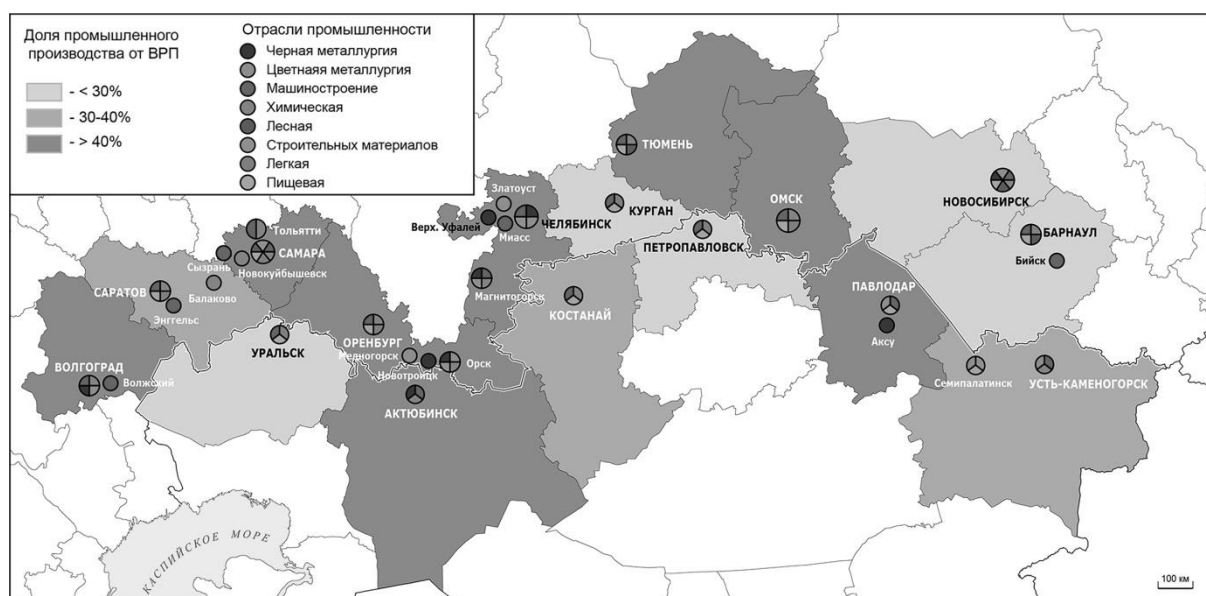 Доля промышленного
производства от ВРП
- < 30%
- 30-40%
- > 40%
Отрасли промышленности
Черная металлургия
Цветнаяя металлургия
Машиностроение
Химическая
Лесная
Строительных материалов
Легкая
Пищевая
ТЮМЕНЬ
Златоуст
Верх. Уфалей
ЧЕЛЯБИНСК
Миасс
КУРГАН
ОМСК
НОВОСИБИРСК
ПЕТРОПАВЛОВСК
БАРНАУЛ
Бийск
Тольятти
САМАРА
Сызрань
Новокуйбышевск
Балаково
САРАТОВ
Энггельс
Магнитогорск
КОСТАНАЙ
ПАВЛОДАР
Аксу
УРАЛЬСК
ОРЕНБУРГ
Медногорск
Новотроицк
Орск
ВОЛГОГРАД
Волжский
АКТЮБИНСК
Семипалатинск
УСТЬ-КАМЕНОГОРСК
КАСПИЙСКОЕ МОРЕ
100 км